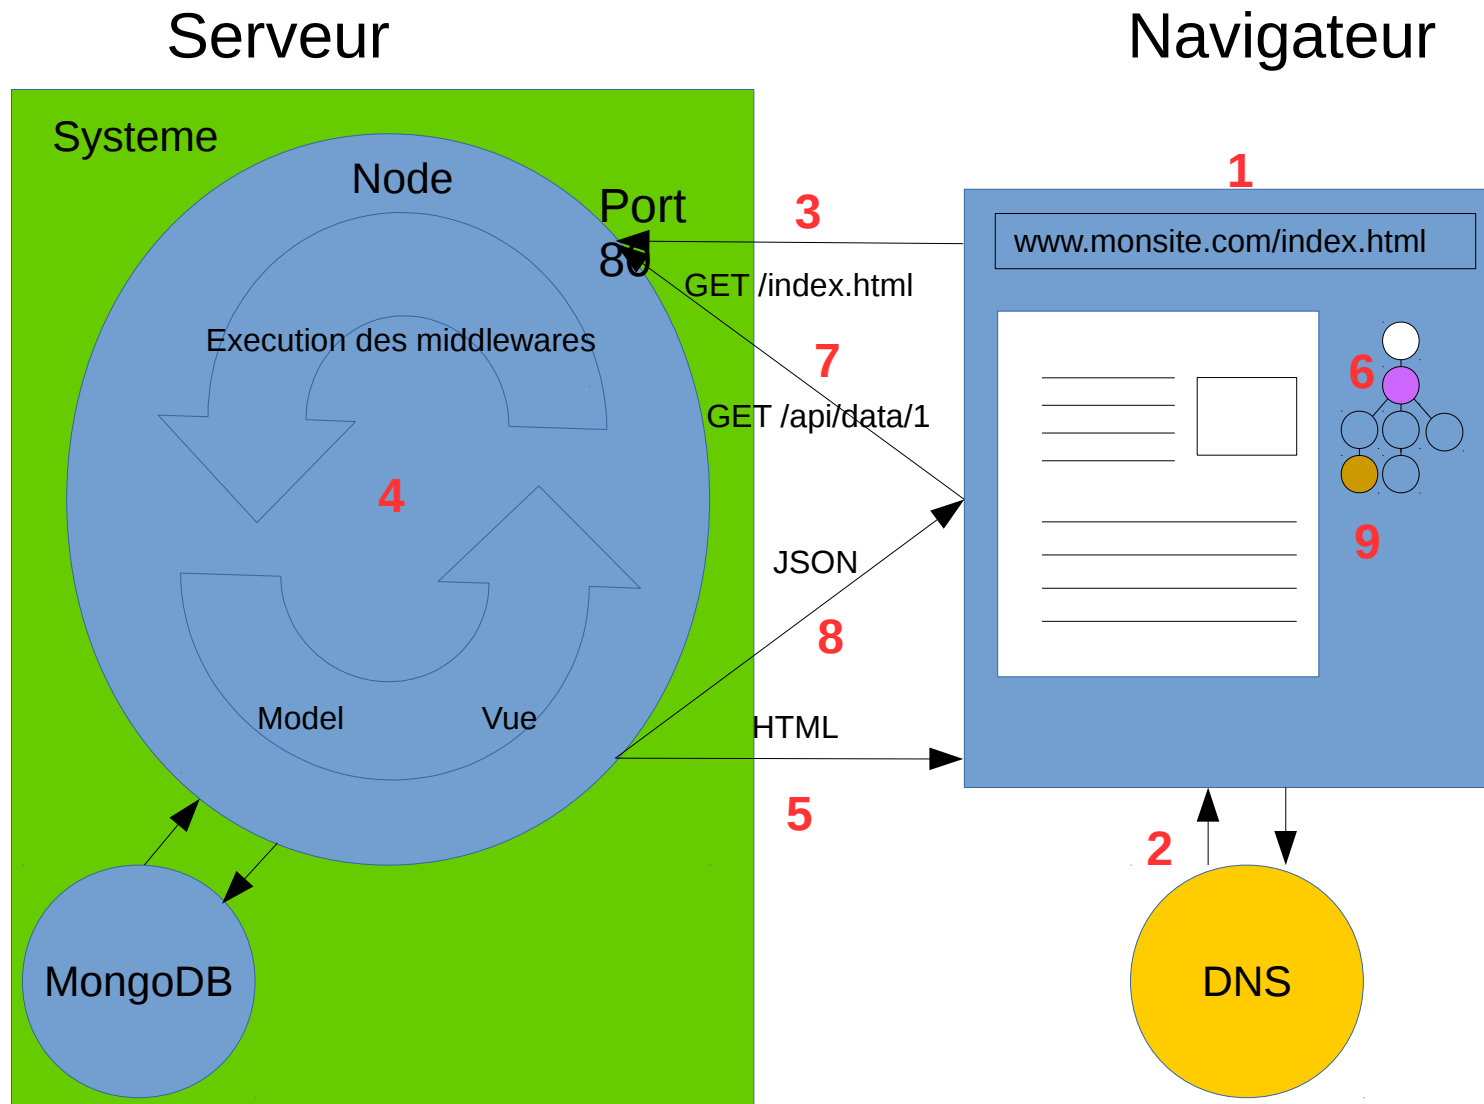 Serveur
Navigateur
Systeme
Node
Port
80
1
3
www.monsite.com/index.html
GET /index.html
Execution des middlewares
7
6
GET /api/data/1
4
9
JSON
8
Model
Vue
HTML
5
2
MongoDB
DNS